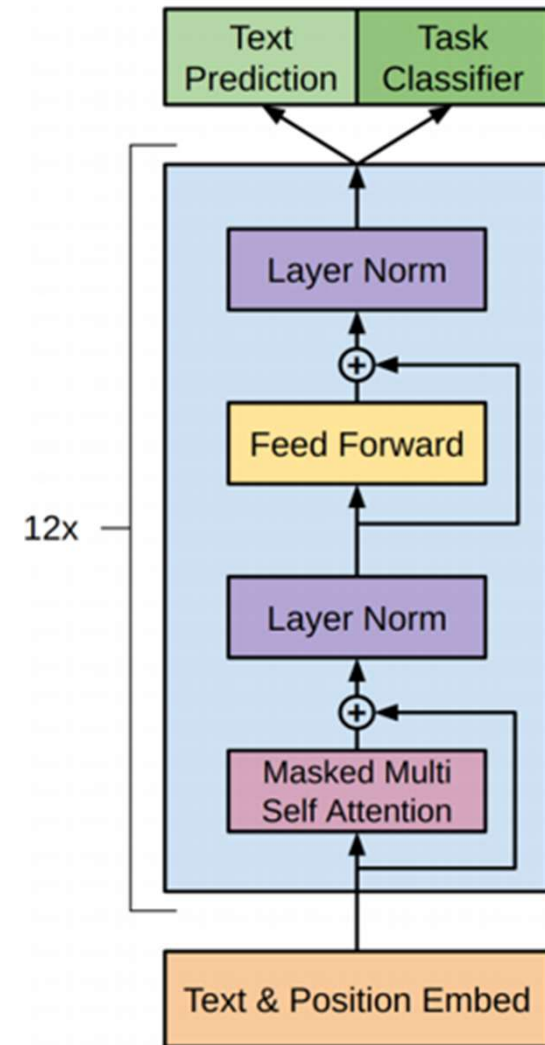 Text
Prediction
Task
Classifier
Layer Norm
+
Feed Forward
12x
Layer Norm
+
Masked Multi
Self Attention
Text & Position Embed